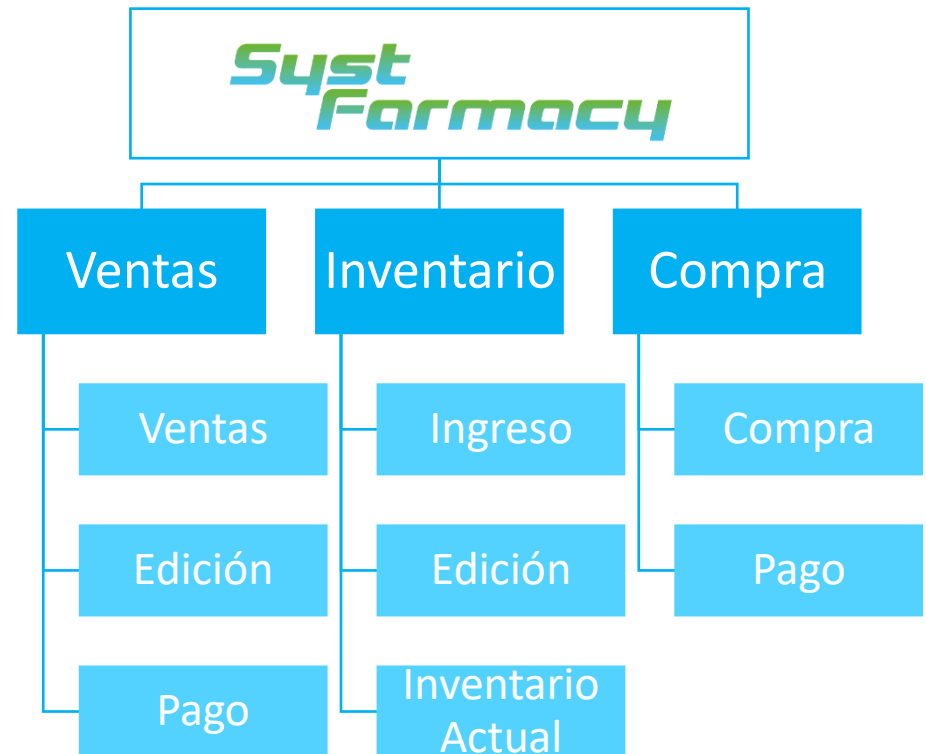 Syst
Farmacy
Ventas
Inventario
Compra
Ventas
Ingreso
Compra
Edición
Edición
Pago
Pago
Inventario
Actual